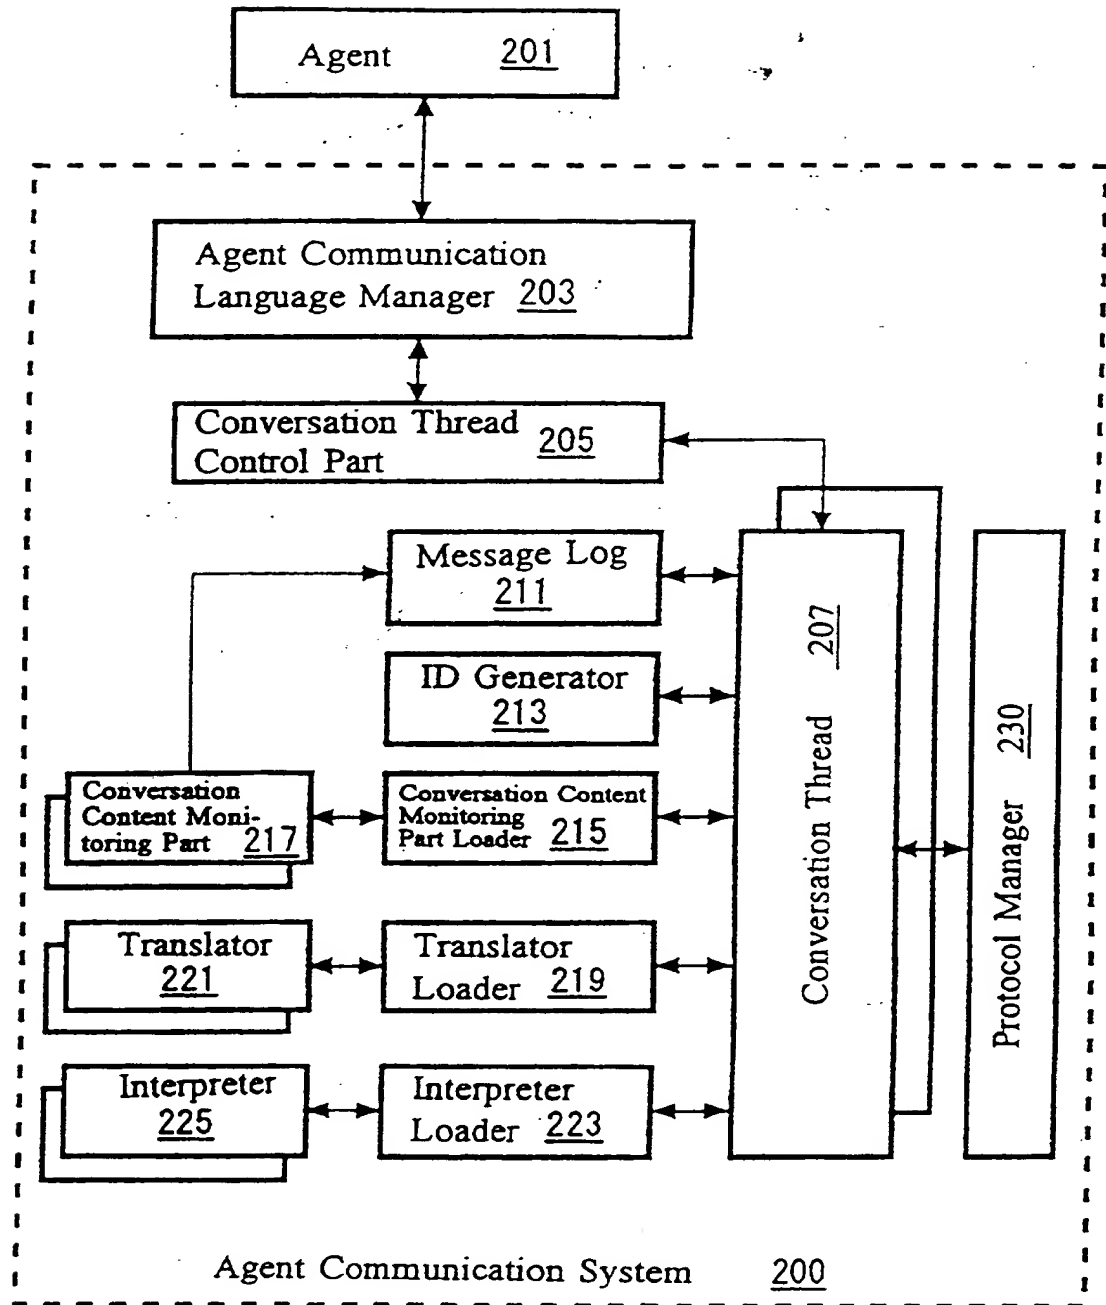 Agent 201
Agent Communication
Language Manager 203
Conversation Thread
Control Part 205
Message Log
211
ID Generator
213
Conversation
Content Moni-
toring Part 217
Conversation Content
Monitoring
Part Loader 215
Translator
221
Translator
Loader 219
Interpreter
225
Interpreter
Loader 223
Conversation Thread 207
Protocol Manager 230
Agent Communication System 200